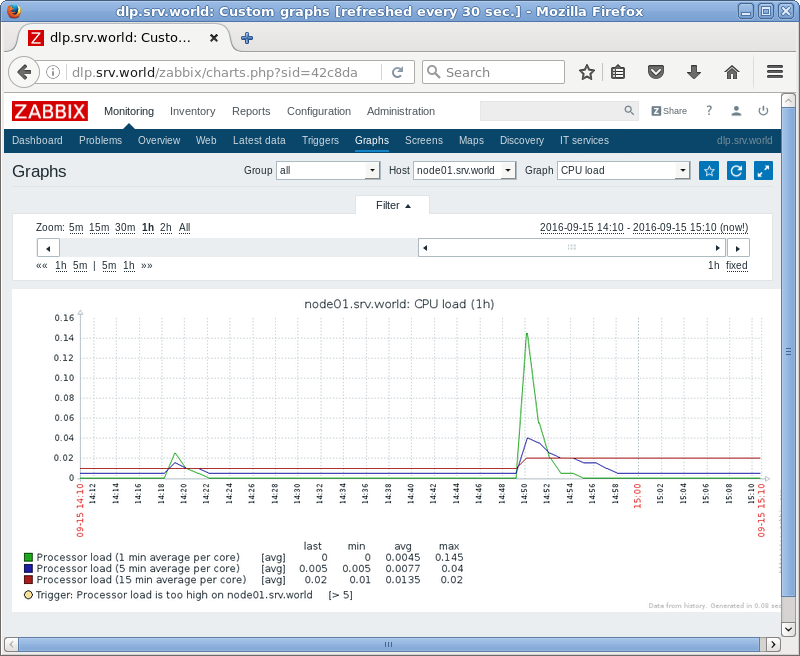 dlp.srv.world: Custom graphs [refreshed every 30 sec.] - Mozilla Firefox
dlp.srv.world: Custo...
dlp.srv.world/zabbix/charts.php?sid=42c8da
Search
ZABBIX Monitoring Inventory Reports Configuration Administration Z Share ?
Dashboard Problems Overview Web Latest data Triggers Graphs Screens Maps Discovery IT services dlp.srv.world
Graphs Group all Host node01.srv.world Graph CPU load
Filter
Zoom: 5m 15m 30m 1h 2h All 2016-09-15 14:10 - 2016-09-15 15:10 (now!)
«« 1h 5m | 5m 1h »» 1h fixed
node01.srv.world: CPU load (1h)
0.16
0.14
0.12
0.10
0.08
0.06
0.04
0.02
0
09-15 14:10 14:12 14:14 14:16 14:18 14:20 14:22 14:24 14:26 14:28 14:30 14:32 14:34 14:36 14:38 14:40 14:42 14:44 14:46 14:48 14:50 14:52 14:54 14:56 14:58 15:00 15:02 15:04 15:06 15:08 15:10 09-15 15:10
last min avg max
Processor load (1 min average per core) [avg] 0 0 0.0045 0.145
Processor load (5 min average per core) [avg] 0.005 0.005 0.0077 0.04
Processor load (15 min average per core) [avg] 0.02 0.01 0.0135 0.02
Trigger: Processor load is too high on node01.srv.world [> 5]
Data from history. Generated in 0.08 sec